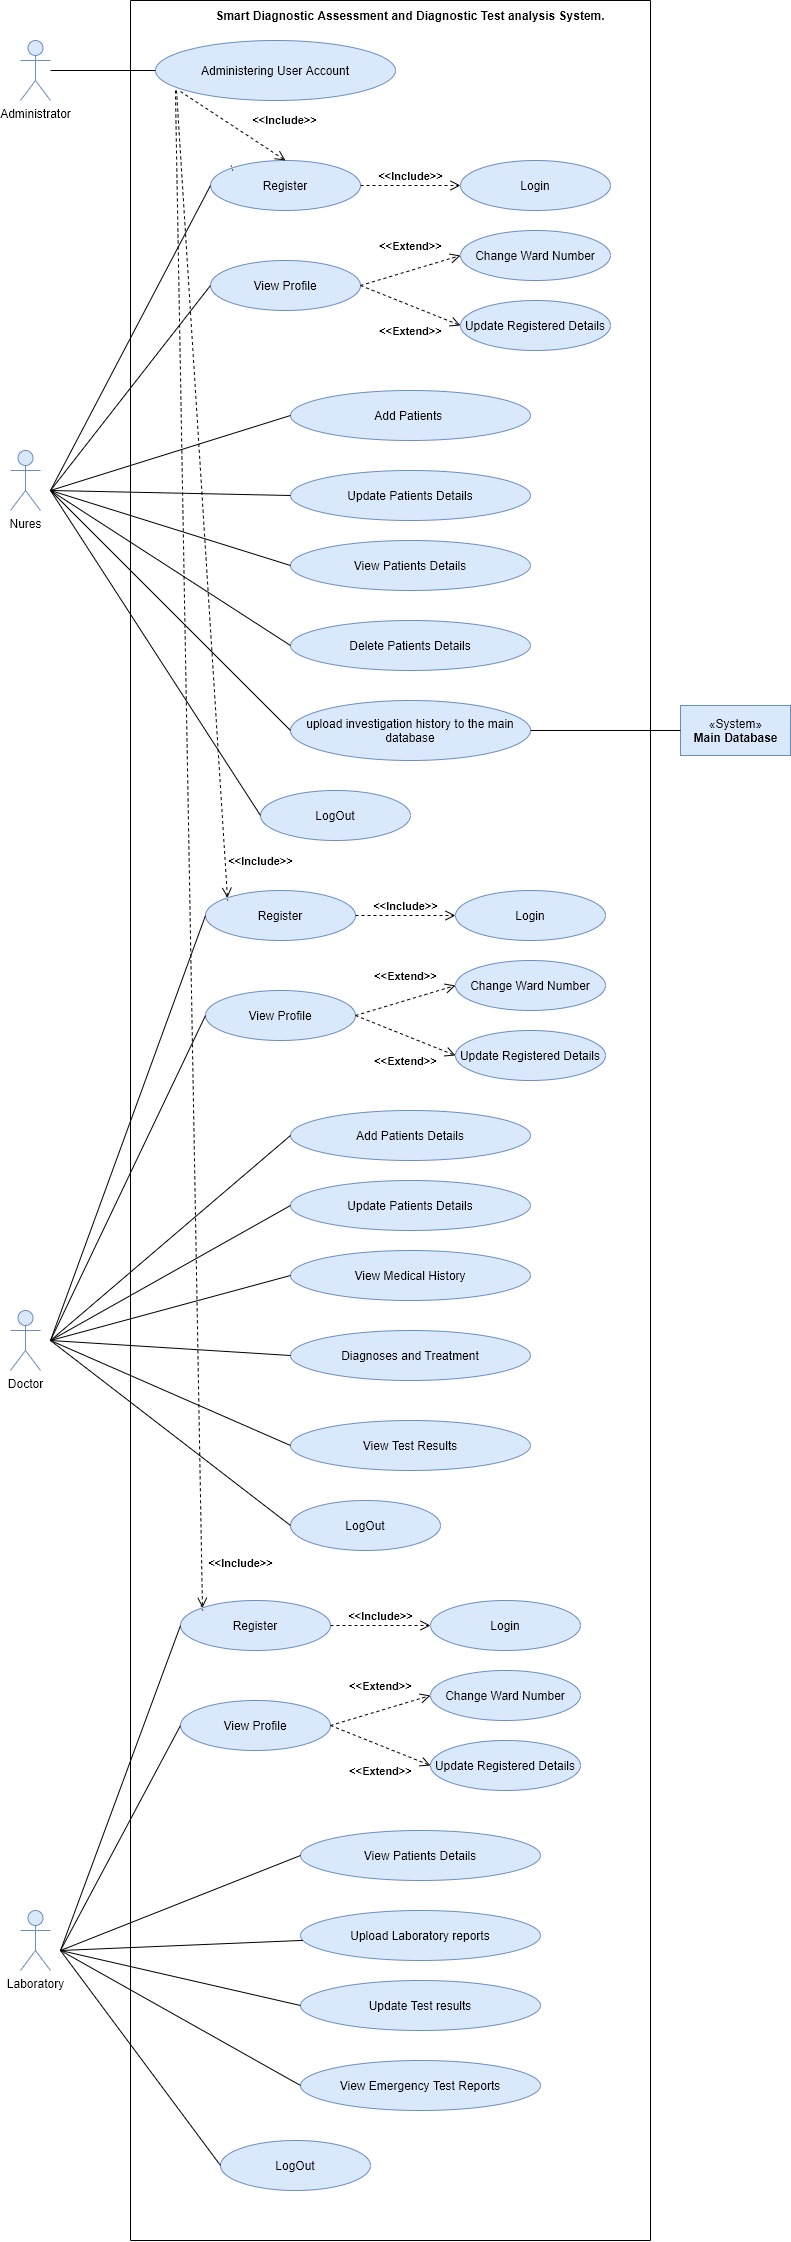 Smart Diagnostic Assessment and Diagnostic Test analysis System.
Administering User Account
Administrator
<<Include>>
Register
<<Include>>
Login
<<Extend>>
Change Ward Number
View Profile
<<Extend>>
Update Registered Details
Add Patients
Nures
Update Patients Details
View Patients Details
Delete Patients Details
upload investigation history to the main
database
«System»
Main Database
LogOut
<<Include>>
Register
<<Include>>
Login
<<Extend>>
Change Ward Number
View Profile
<<Extend>>
Update Registered Details
Add Patients Details
Update Patients Details
View Medical History
Diagnoses and Treatment
Doctor
View Test Results
LogOut
<<Include>>
Register
<<Include>>
Login
<<Extend>>
Change Ward Number
View Profile
<<Extend>>
Update Registered Details
View Patients Details
Upload Laboratory reports
Laboratory
Update Test results
View Emergency Test Reports
LogOut